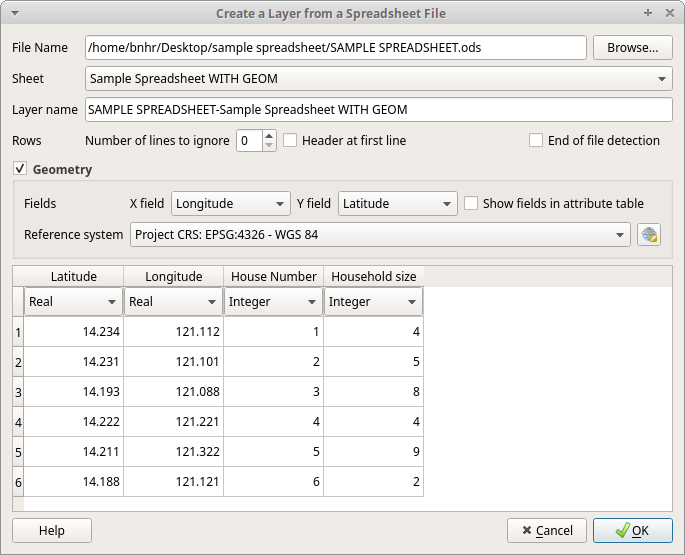 Create a Layer from a Spreadsheet File
File Name /home/bnhr/Desktop/sample spreadsheet/SAMPLE SPREADSHEET.ods Browse...
Sheet Sample Spreadsheet WITH GEOM
Layer name SAMPLE SPREADSHEET-Sample Spreadsheet WITH GEOM
Rows Number of lines to ignore 0 Header at first line End of file detection
Geometry
Fields X field Longitude Y field Latitude Show fields in attribute table
Reference system Project CRS: EPSG:4326 - WGS 84
Latitude Longitude House Number Household size
Real Real Integer Integer
1 14.234 121.112 1 4
2 14.231 121.101 2 5
3 14.193 121.088 3 8
4 14.222 121.221 4 4
5 14.211 121.322 5 9
6 14.188 121.121 6 2
Help Cancel OK